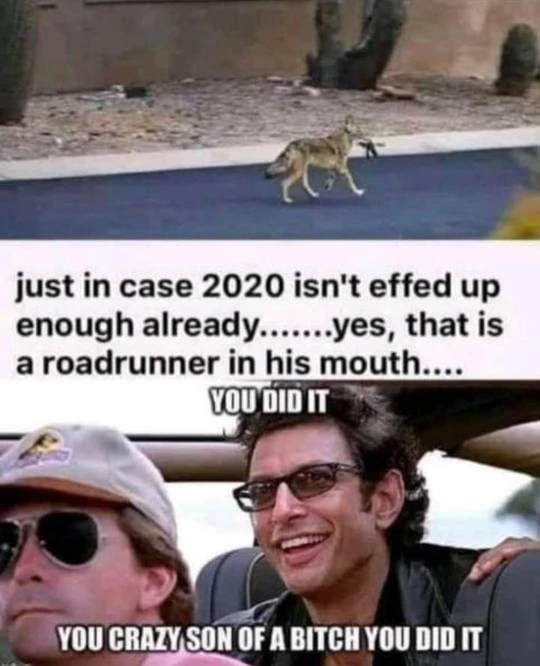 just in case 2020 isn't effed up
enough already.......yes, that is
a roadrunner in his mouth....
YOU DID IT
YOU CRAZY SON OF A BITCH YOU DID IT